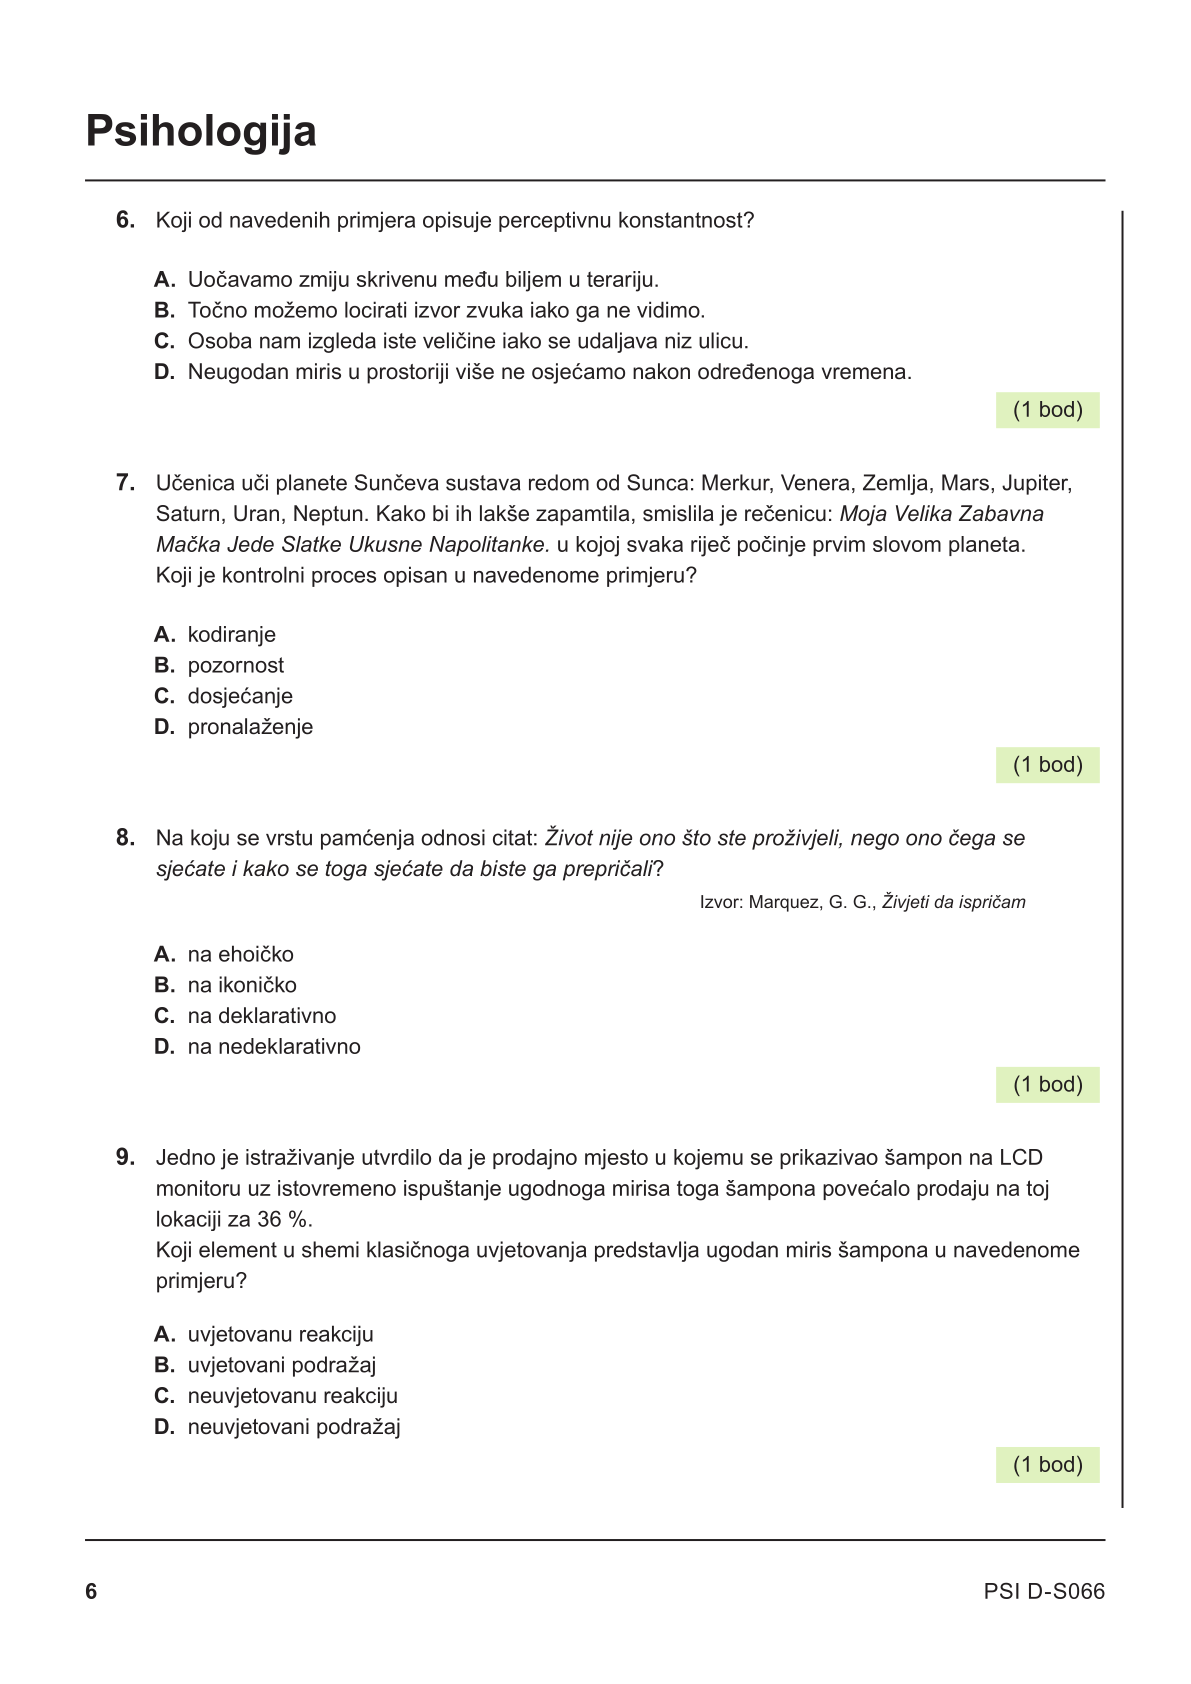 Psihologija
6. Koji od navedenih primjera opisuje perceptivnu konstantnost?
A. Uočavamo zmiju skrivenu među biljem u terariju.
B. Točno možemo locirati izvor zvuka iako ga ne vidimo.
C. Osoba nam izgleda iste veličine iako se udaljava niz ulicu.
D. Neugodan miris u prostoriji više ne osjećamo nakon određenoga vremena.
(1 bod)
7. Učenica uči planete Sunčeva sustava redom od Sunca: Merkur, Venera, Zemlja, Mars, Jupiter,
Saturn, Uran, Neptun. Kako bi ih lakše zapamtila, smislila je rečenicu: Moja Velika Zabavna
Mačka Jede Slatke Ukusne Napolitanke. u kojoj svaka riječ počinje prvim slovom planeta.
Koji je kontrolni proces opisan u navedenome primjeru?
A. kodiranje
B. pozornost
C. dosjećanje
D. pronalaženje
(1 bod)
8. Na koju se vrstu pamćenja odnosi citat: Život nije ono što ste proživjeli, nego ono čega se
sjećate i kako se toga sjećate da biste ga prepričali?
Izvor: Marquez, G. G., Živjeti da ispričam
A. na ehoičko
B. na ikoničko
C. na deklarativno
D. na nedeklarativno
(1 bod)
9. Jedno je istraživanje utvrdilo da je prodajno mjesto u kojemu se prikazivao šampon na LCD
monitoru uz istovremeno ispuštanje ugodnoga mirisa toga šampona povećalo prodaju na toj
lokaciji za 36 %.
Koji element u shemi klasičnoga uvjetovanja predstavlja ugodan miris šampona u navedenome
primjeru?
A. uvjetovanu reakciju
B. uvjetovani podražaj
C. neuvjetovanu reakciju
D. neuvjetovani podražaj
(1 bod)
6
PSI D-S066